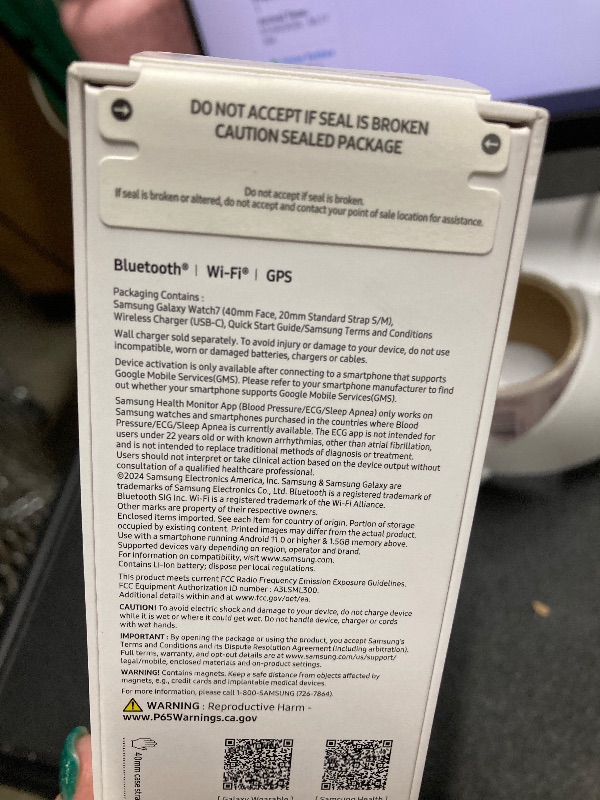 DO NOT ACCEPT IF SEAL IS BROKEN
CAUTION SEALED PACKAGE
Do not accept if seal is broken.
If seal is broken or altered, do not accept and contact your point of sale location for assistance.
Bluetooth® | Wi-Fi® | GPS
Packaging Contains :
Samsung Galaxy Watch7 (40mm Face, 20mm Standard Strap S/M),
Wireless Charger (USB-C), Quick Start Guide/Samsung Terms and Conditions
Wall charger sold separately. To avoid injury or damage to your device, do not use
incompatible, worn or damaged batteries, chargers or cables.
Device activation is only available after connecting to a smartphone that supports
Google Mobile Services(GMS). Please refer to your smartphone manufacturer to find
out whether your smartphone supports Google Mobile Services(GMS).
Samsung Health Monitor App (Blood Pressure/ECG/Sleep Apnea) only works on
Samsung watches and smartphones purchased in the countries where Blood
Pressure/ECG/Sleep Apnea is currently available. The ECG app is not intended for
users under 22 years old or with known arrhythmias, other than atrial fibrillation,
and is not intended to replace traditional methods of diagnosis or treatment.
Users should not interpret or take clinical action based on the device output without
consultation of a qualified healthcare professional.
©2024 Samsung Electronics America, Inc. Samsung & Samsung Galaxy are
trademarks of Samsung Electronics Co., Ltd. Bluetooth is a registered trademark of
Bluetooth SIG Inc. Wi-Fi is a registered trademark of the Wi-Fi Alliance.
Other marks are property of their respective owners.
Enclosed items imported. See each item for country of origin. Portion of storage
occupied by existing content. Printed images may differ from the actual product.
Use with a smartphone running Android 11.0 or higher & 1.5GB memory above.
Supported devices vary depending on region, operator and brand.
For information on compatibility, visit www.samsung.com.
Contains Li-Ion battery; dispose per local regulations.
This product meets current FCC Radio Frequency Emission Exposure Guidelines.
FCC Equipment Authorization ID number : A3LSML300.
Additional details within and at www.fcc.gov/oet/ea.
CAUTION! To avoid electric shock and damage to your device, do not charge device
while it is wet or where it could get wet. Do not handle device, charger or cords
with wet hands.
IMPORTANT : By opening the package or using the product, you accept Samsung's
Terms and Conditions and its Dispute Resolution Agreement (including arbitration).
Full terms, warranty, and opt-out details are at www.samsung.com/us/support/
legal/mobile, enclosed materials and on-product settings.
WARNING! Contains magnets. Keep a safe distance from objects affected by
magnets, e.g., credit cards and implantable medical devices.
For more information, please call 1-800-SAMSUNG (726-7864).
WARNING : Reproductive Harm -
www.P65Warnings.ca.gov
40mm case stra
[ Galaxy Wearable ]
[ Samsung Health ]